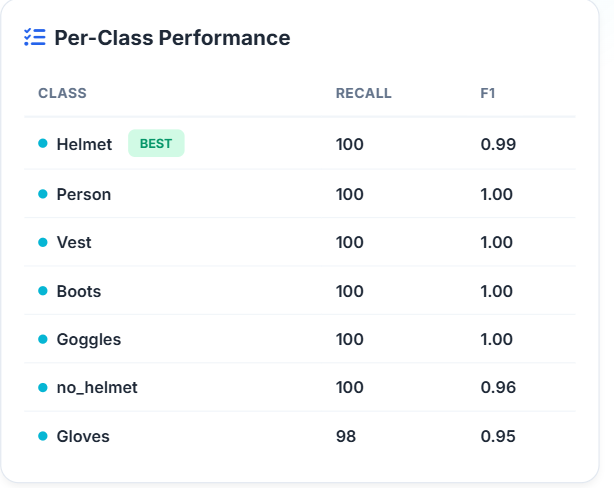 Per-Class Performance
CLASS RECALL F1
Helmet BEST 100 0.99
Person 100 1.00
Vest 100 1.00
Boots 100 1.00
Goggles 100 1.00
no_helmet 100 0.96
Gloves 98 0.95